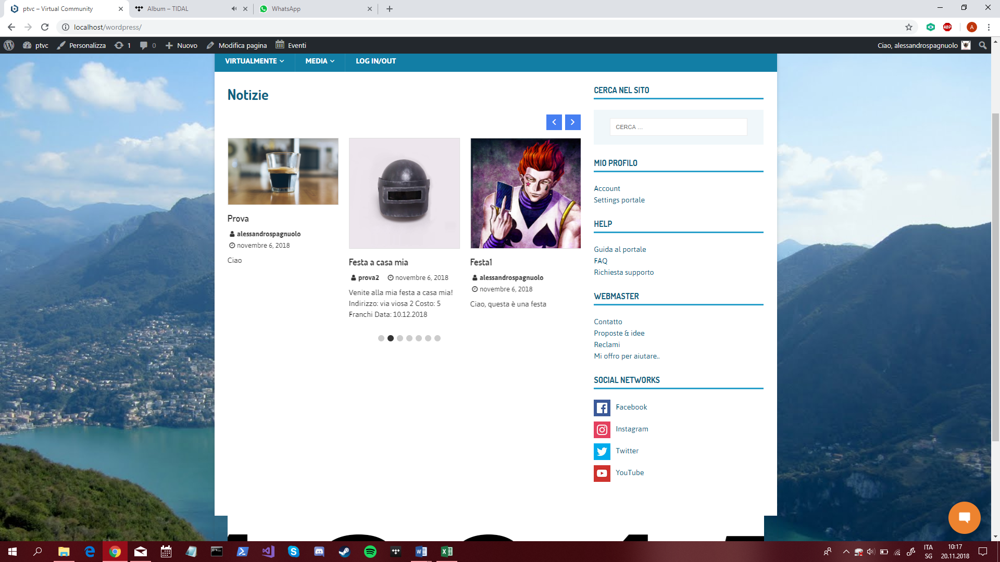 ptvc – Virtual Community
Album – TIDAL
WhatsApp
localhost/wordpress/
ABP
A
ptvc
Personalizza
1
0
Nuovo
Modifica pagina
Eventi
Ciao, alessandrospagnuolo
VIRTUALMENTE
MEDIA
LOG IN/OUT
Notizie
Prova
alessandrospagnuolo
novembre 6, 2018
Ciao
Festa a casa mia
prova2 novembre 6, 2018
Venite alla mia festa a casa mia!
Indirizzo: via viosa 2 Costo: 5
Franchi Data: 10.12.2018
Festa1
alessandrospagnuolo
novembre 6, 2018
Ciao, questa è una festa
CERCA NEL SITO
CERCA …
MIO PROFILO
Account
Settings portale
HELP
Guida al portale
FAQ
Richiesta supporto
WEBMASTER
Contatto
Proposte & idee
Reclami
Mi offro per aiutare..
SOCIAL NETWORKS
Facebook
Instagram
Twitter
YouTube
ITA
SG
10:17
20.11.2018